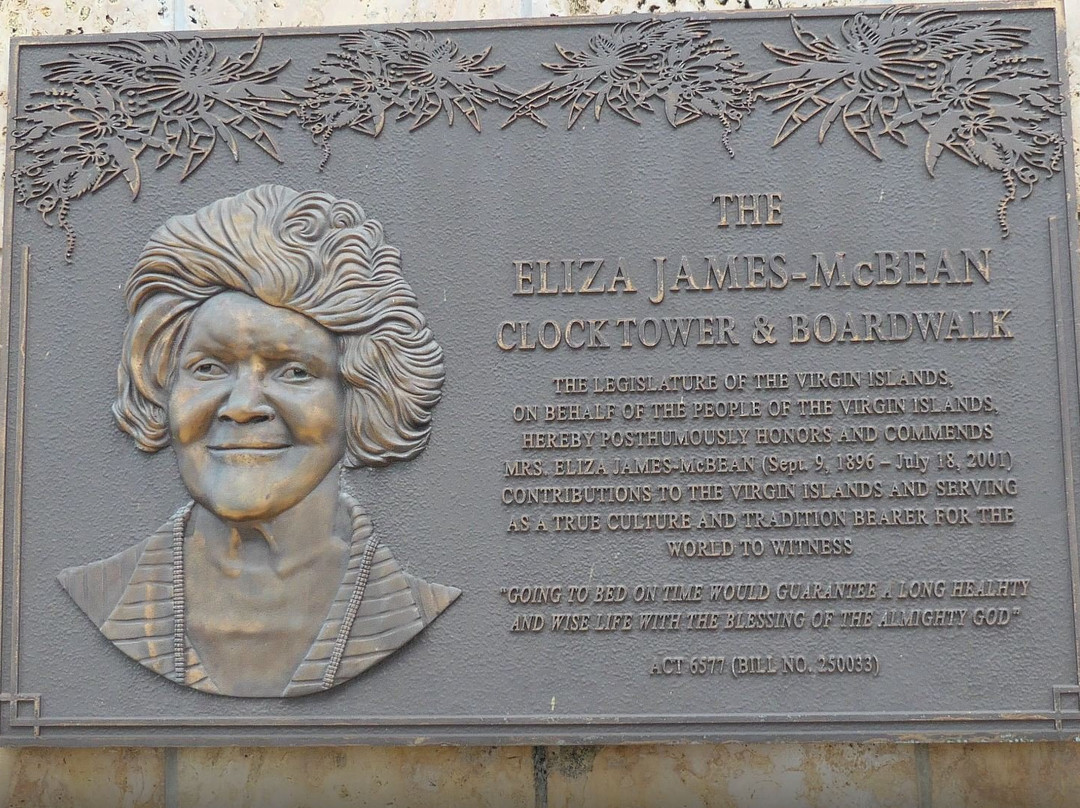 THE
ELIZA JAMES-McBEAN
CLOCKTOWER & BOARDWALK
THE LEGISLATURE OF THE VIRGIN ISLANDS,
ON BEHALF OF THE PEOPLE OF THE VIRGIN ISLANDS,
HEREBY POSTHUMOUSLY HONORS AND COMMENDS
MRS. ELIZA JAMES-McBEAN (Sept. 9, 1896 – July 18, 2001)
CONTRIBUTIONS TO THE VIRGIN ISLANDS AND SERVING
AS A TRUE CULTURE AND TRADITION BEARER FOR THE
WORLD TO WITNESS
"GOING TO BED ON TIME WOULD GUARANTEE A LONG HEALHTY
AND WISE LIFE WITH THE BLESSING OF THE ALMIGHTY GOD"
ACT 6577 (BILL NO. 250033)